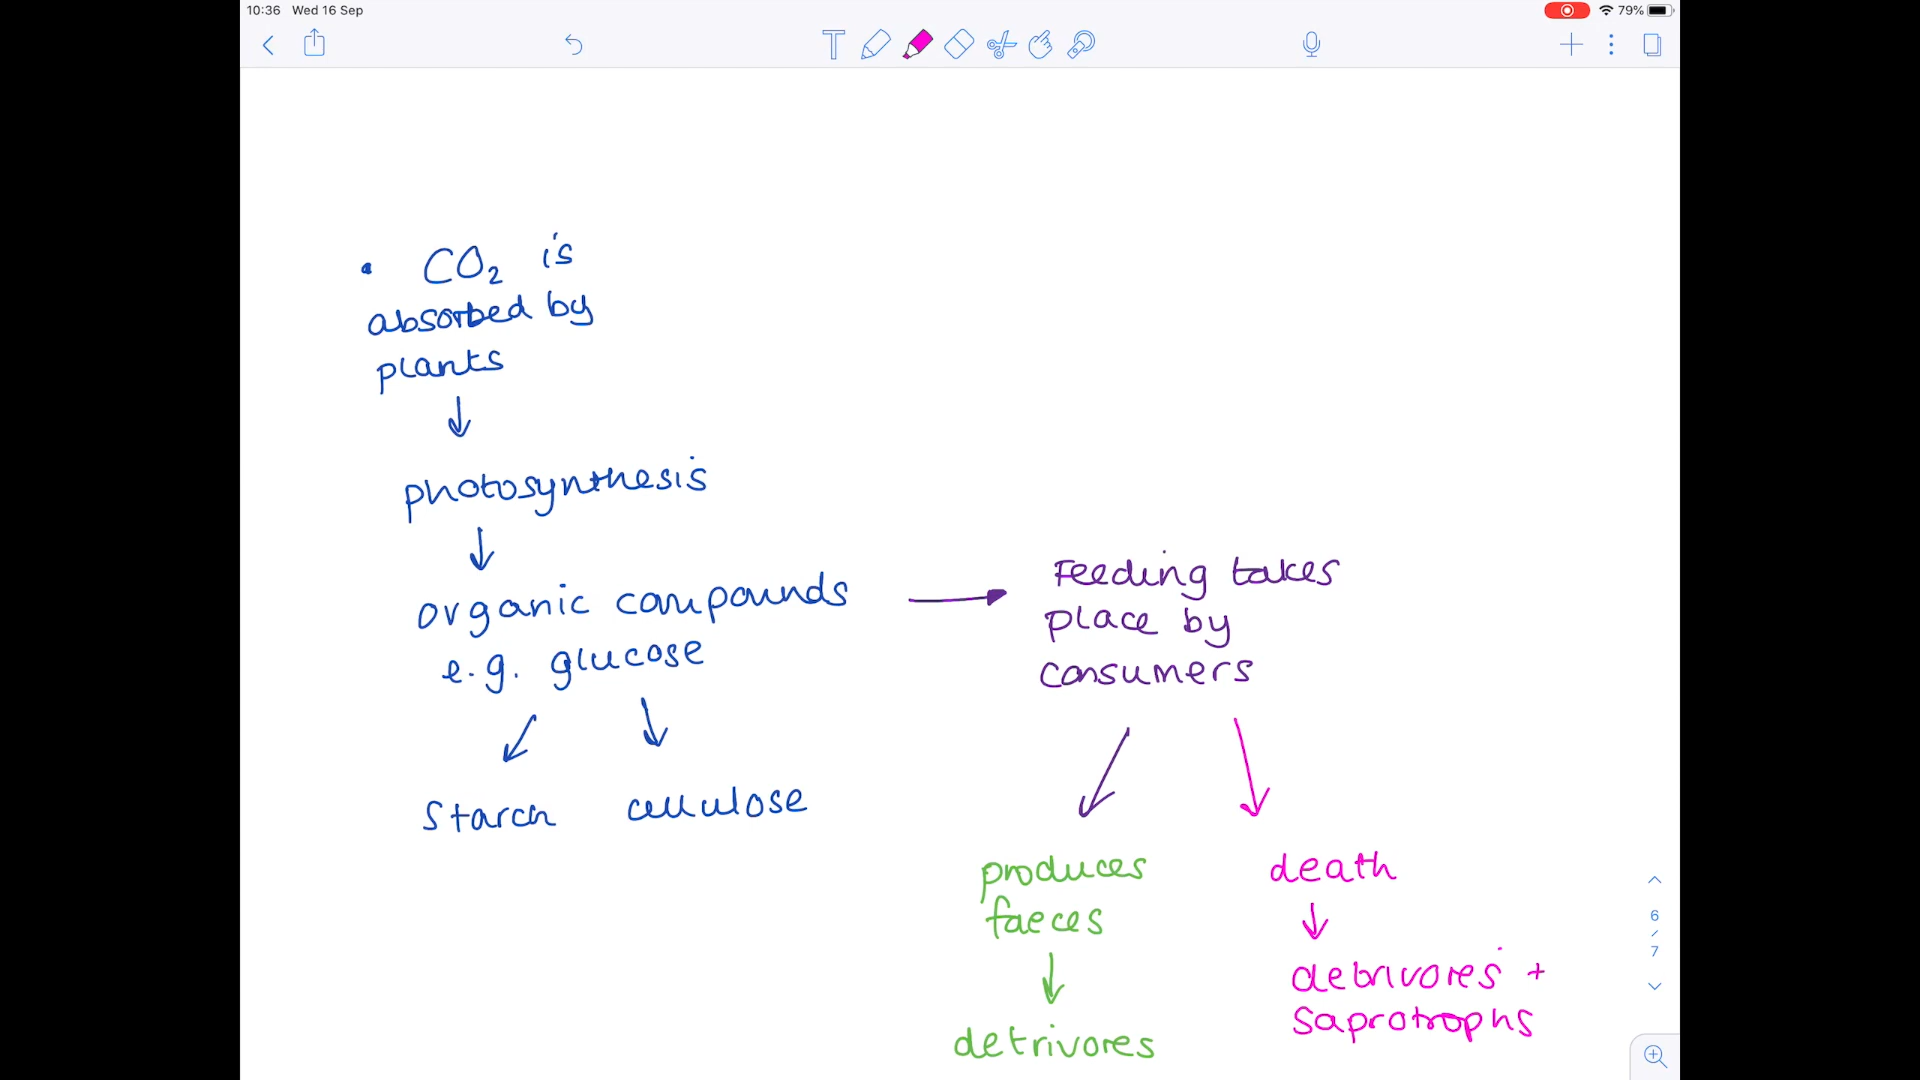 10:36 Wed 16 Sep
79%
• CO₂ is
absorbed by
plants
↓
photosynthesis
↓
organic compounds →
e.g. glucose
↙ ↓
Starch cellulose
Feeding takes
place by
consumers
↙ ↓
produces
faeces
↓
detrivores
death
↓
debrivores +
saprotrophs
6
/
7